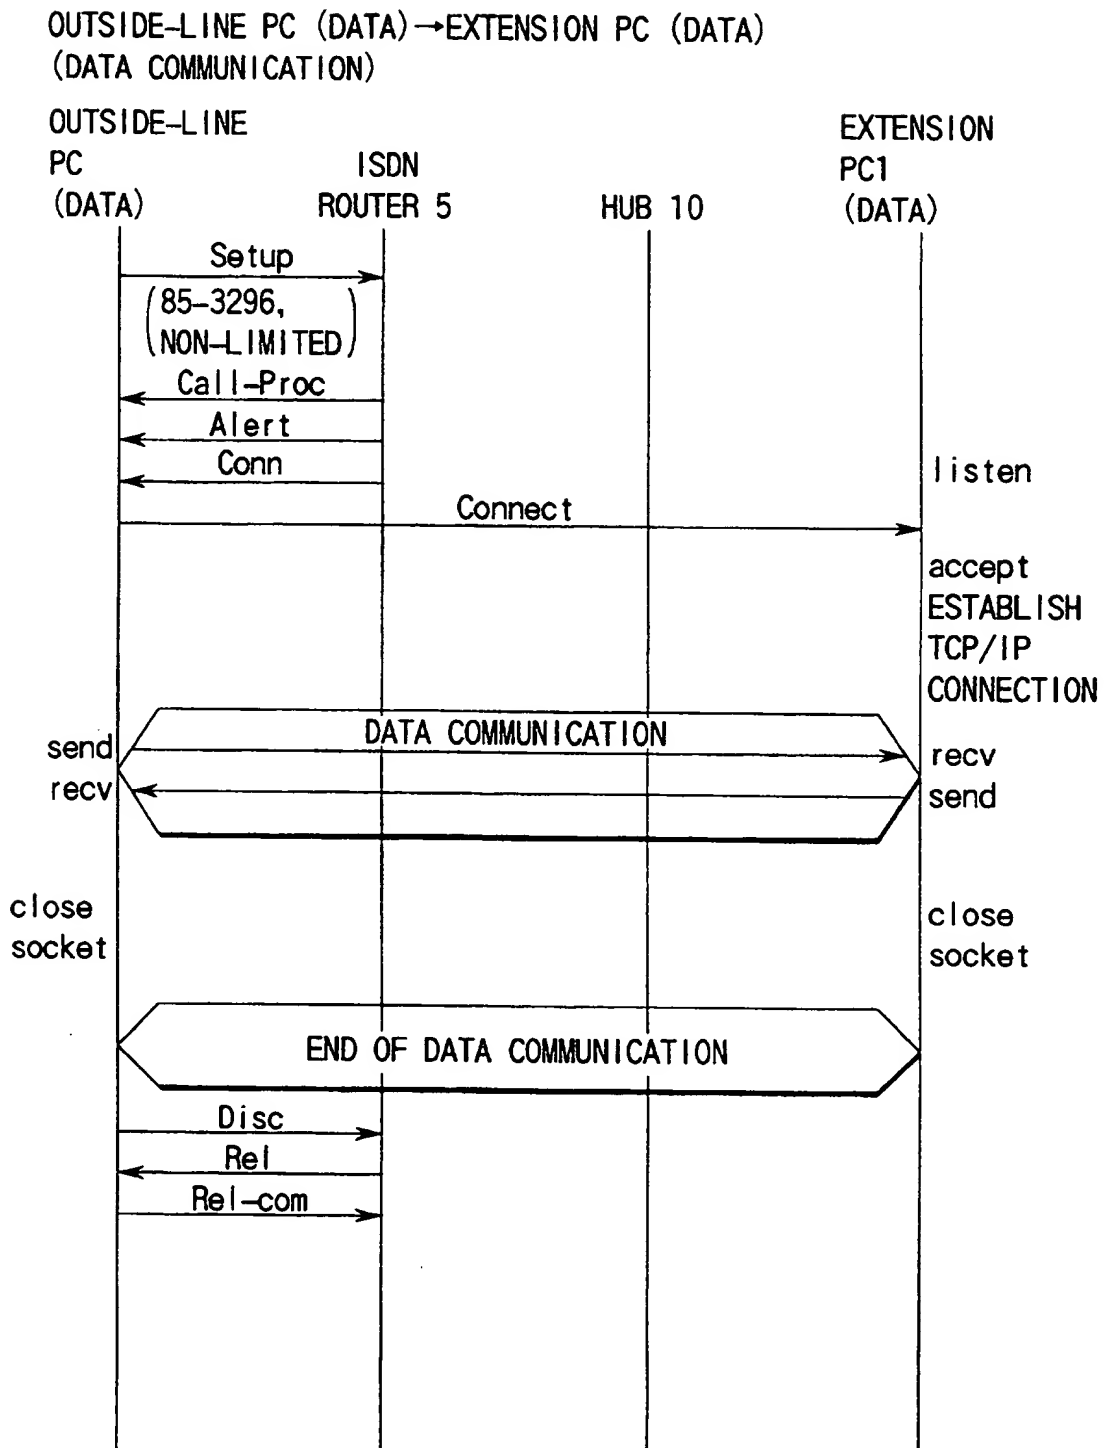 OUTSIDE-LINE PC (DATA)→EXTENSION PC (DATA)
(DATA COMMUNICATION)
OUTSIDE-LINE
PC
(DATA)
ISDN
ROUTER 5
HUB 10
EXTENSION
PC1
(DATA)
Setup
(85-3296,
NON-LIMITED)
Call-Proc
Alert
Conn
listen
Connect
accept
ESTABLISH
TCP/IP
CONNECTION
DATA COMMUNICATION
send
recv
recv
send
close
socket
close
socket
END OF DATA COMMUNICATION
Disc
Rel
Rel-com